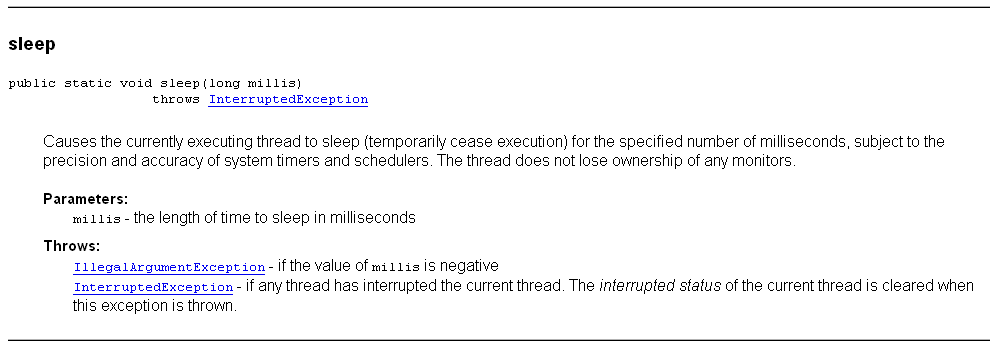 sleep
public static void sleep(long millis)
throws InterruptedException
Causes the currently executing thread to sleep (temporarily cease execution) for the specified number of milliseconds, subject to the
precision and accuracy of system timers and schedulers. The thread does not lose ownership of any monitors.
Parameters:
millis - the length of time to sleep in milliseconds
Throws:
IllegalArgumentException - if the value of millis is negative
InterruptedException - if any thread has interrupted the current thread. The interrupted status of the current thread is cleared when
this exception is thrown.